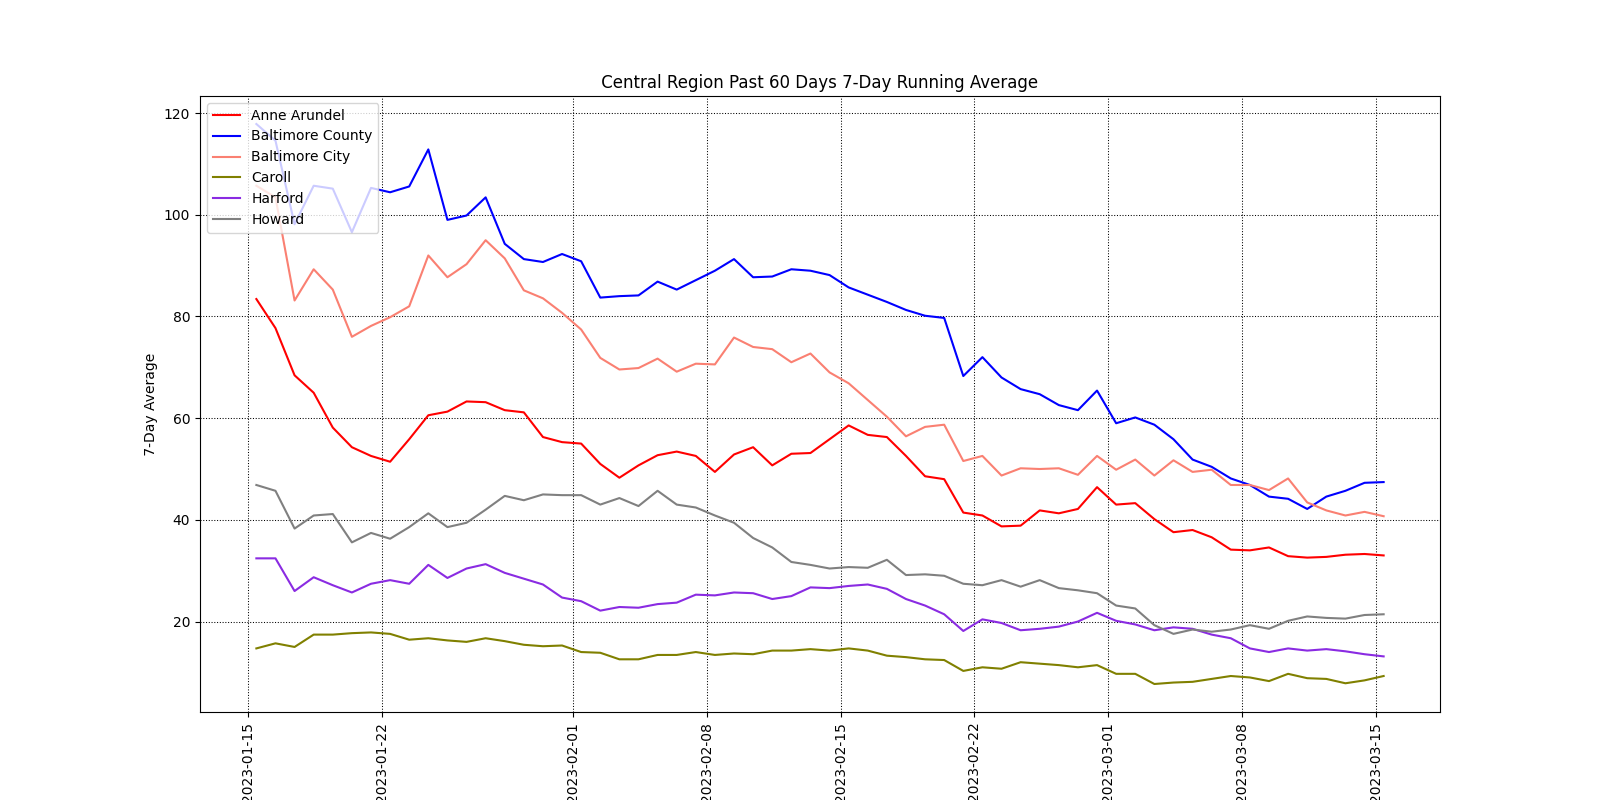 Central Region Past 60 Days 7-Day Running Average
7-Day Average
120
100
80
60
40
20
Anne Arundel
Baltimore County
Baltimore City
Caroll
Harford
Howard
2023-01-15
2023-01-22
2023-02-01
2023-02-08
2023-02-15
2023-02-22
2023-03-01
2023-03-08
2023-03-15